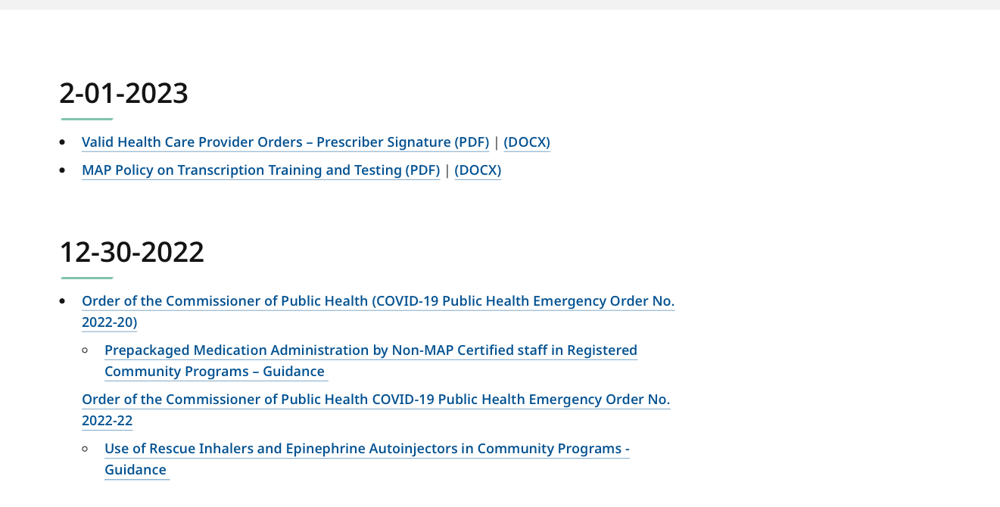 2-01-2023
Valid Health Care Provider Orders – Prescriber Signature (PDF) | (DOCX)
MAP Policy on Transcription Training and Testing (PDF) | (DOCX)
12-30-2022
Order of the Commissioner of Public Health (COVID-19 Public Health Emergency Order No.
2022-20)
Prepackaged Medication Administration by Non-MAP Certified staff in Registered
Community Programs – Guidance
Order of the Commissioner of Public Health COVID-19 Public Health Emergency Order No.
2022-22
Use of Rescue Inhalers and Epinephrine Autoinjectors in Community Programs -
Guidance